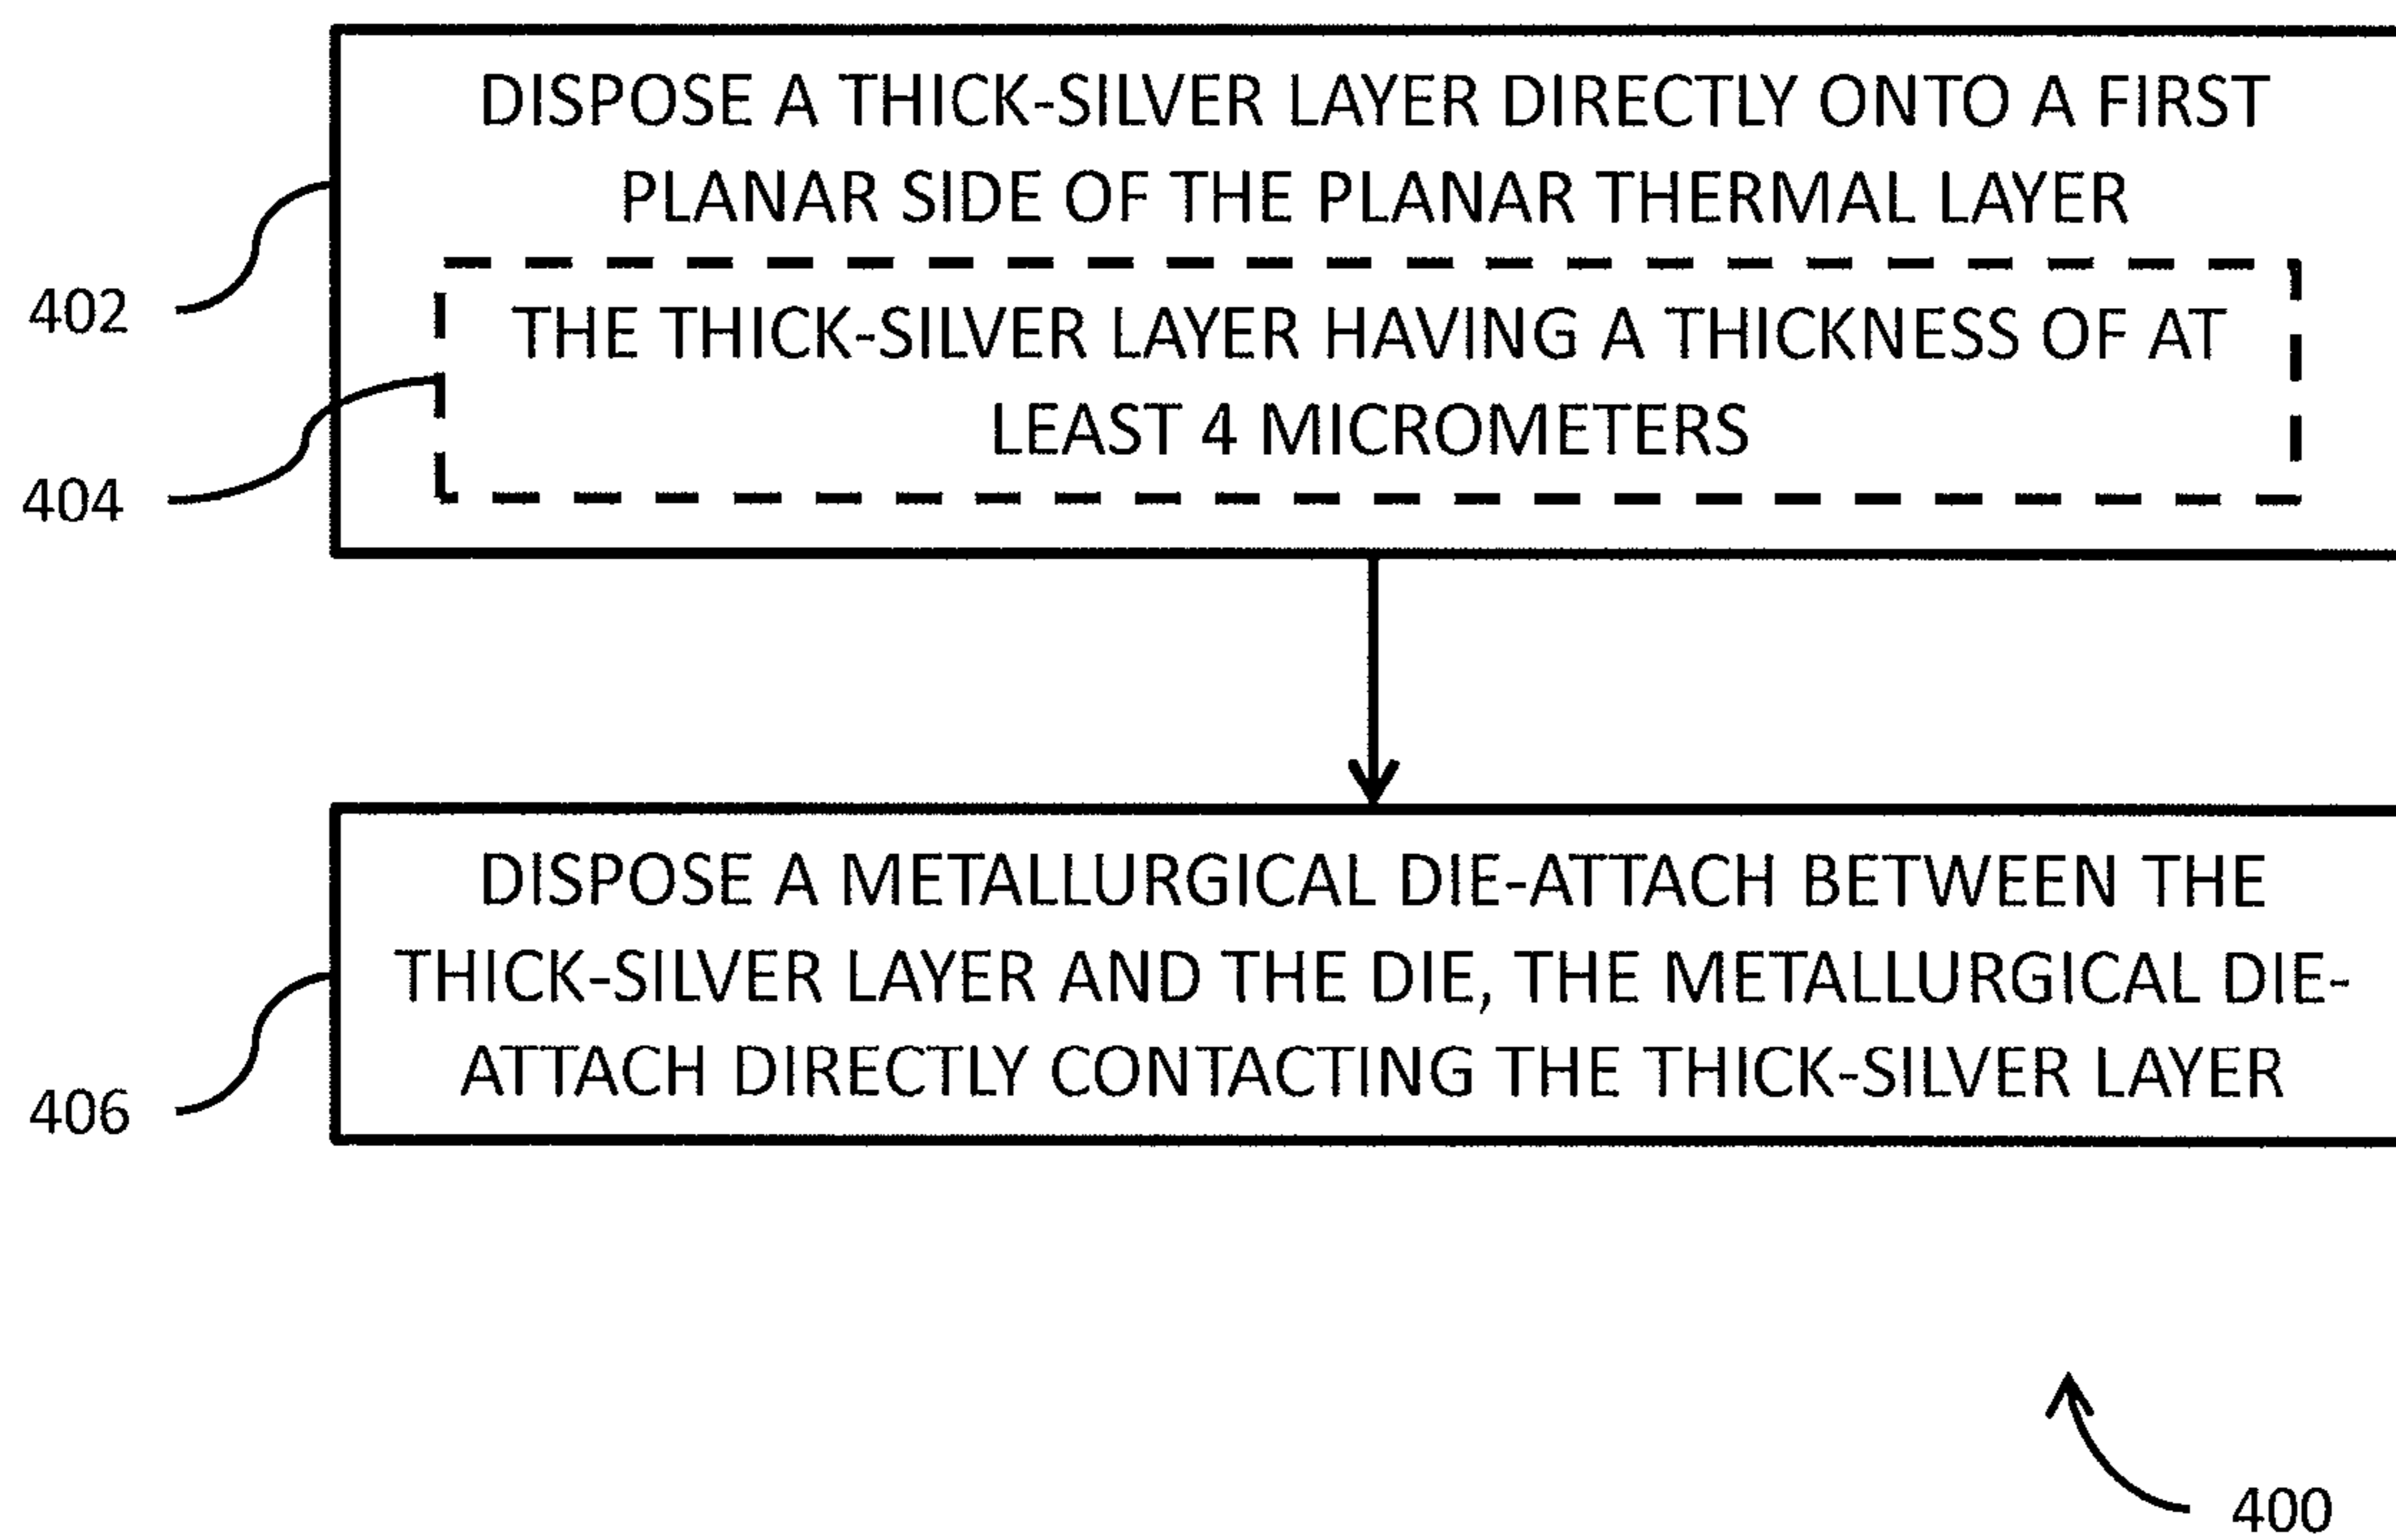 DISPOSE A THICK-SILVER LAYER DIRECTLY ONTO A FIRST
PLANAR SIDE OF THE PLANAR THERMAL LAYER
402
THE THICK-SILVER LAYER HAVING A THICKNESS OF AT
LEAST 4 MICROMETERS
404
DISPOSE A METALLURGICAL DIE-ATTACH BETWEEN THE
THICK-SILVER LAYER AND THE DIE, THE METALLURGICAL DIE-
ATTACH DIRECTLY CONTACTING THE THICK-SILVER LAYER
406
400